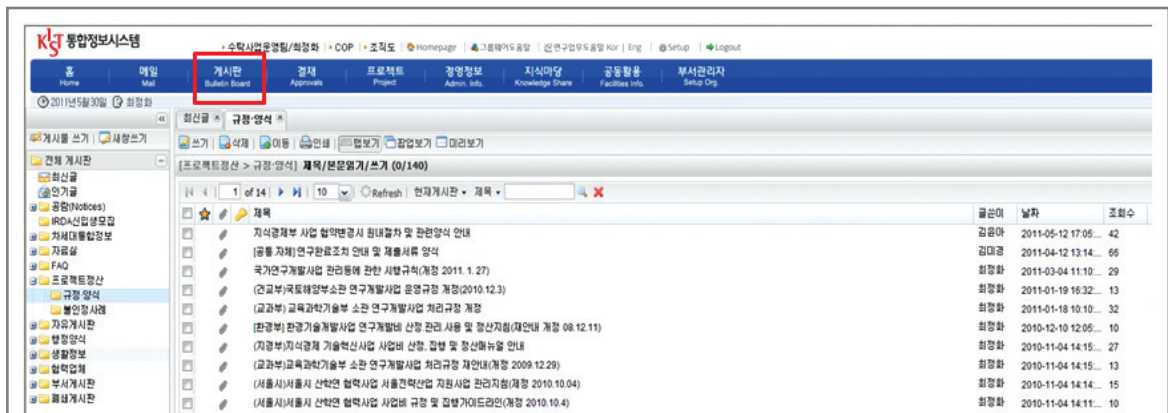 KIST 통합정보시스템
수탁사업운영팀/최정화 | COP | 조직도 | Homepage | 그룹웨어도움말 | 연구업무도움말 Kor | Eng | Setup | Logout
홈 메일 게시판 결재 프로젝트 경영정보 지식마당 공동활용 부서관리자
Home Mail Bulletin Board Approvals Project Admin. Info. Knowledge Share Facilities Info. Setup Org.
2011년5월30일 최정화
최신글 규정·양식
게시물 쓰기 | 새창쓰기
쓰기 | 삭제 | 이동 | 인쇄 | 탭보기 팝업보기 미리보기
전체 게시판
[프로젝트정산 > 규정·양식] 제목/본문읽기/쓰기 (0/140)
최신글
인기글
공람(Notices)
IRDA신입생모집
차세대통합정보
자료실
FAQ
프로젝트정산
규정·양식
불인정사례
자유게시판
행정양식
생활정보
협력업체
부서게시판
폐쇄게시판
1 of 14 | 10 Refresh | 현재게시판 제목
제목 글쓴이 날짜 조회수
지식경제부 사업 협약변경시 원내절차 및 관련양식 안내 김윤아 2011-05-12 17:05:... 42
[공통.자체]연구완료조치 안내 및 제출서류 양식 김미경 2011-04-12 13:14:... 66
국가연구개발사업 관리등에 관한 시행규칙(개정 2011. 1. 27) 최정화 2011-03-04 11:10:... 29
(건교부)국토해양부소관 연구개발사업 운영규정 개정(2010.12.3) 최정화 2011-01-19 16:32:... 13
(교과부)교육과학기술부 소관 연구개발사업 처리규정 개정 최정화 2011-01-18 10:10:... 32
[환경부]환경기술개발사업 연구개발비 산정.관리.사용 및 정산지침(재안내 개정 08.12.11) 최정화 2010-12-10 12:05:... 10
(지경부)지식경제 기술혁신사업 사업비 산정. 집행 및 정산매뉴얼 안내 최정화 2010-11-04 14:15:... 27
(교과부)교육과학기술부 소관 연구개발사업 처리규정 재안내(개정 2009.12.29) 최정화 2010-11-04 14:15:... 13
(서울시)서울시 산학연 협력사업 서울전략산업 지원사업 관리지침(제정 2010.10.04) 최정화 2010-11-04 14:14:... 15
(서울시)서울시 산학연 협력사업 사업비 규정 및 집행가이드라인(개정 2010.10.4) 최정화 2010-11-04 14:11:... 10